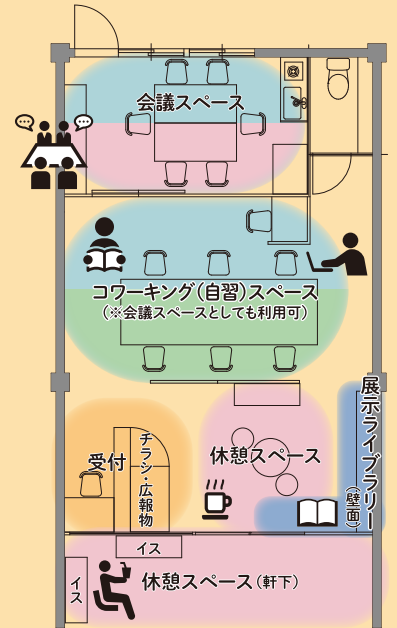 会議スペース
コワーキング(自習)スペース
(※会議スペースとしても利用可)
展示ライブラリー
(壁面)
受付
チラシ・広報物
休憩スペース
イス
イス
休憩スペース(軒下)